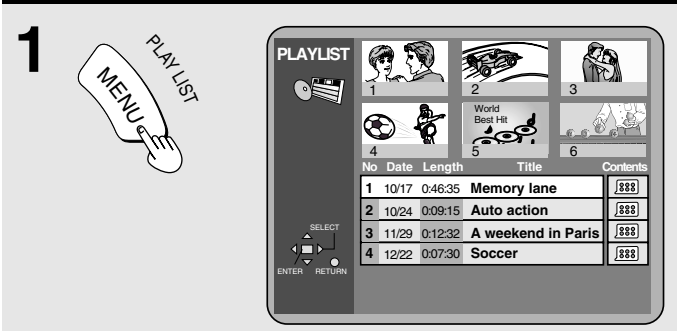 1
PLAY LIST
MENU
PLAYLIST
1 2 3
World
Best Hit
4 5 6
No Date Length Title Contents
1 10/17 0:46:35 Memory lane
2 10/24 0:09:15 Auto action
3 11/29 0:12:32 A weekend in Paris
4 12/22 0:07:30 Soccer
SELECT
ENTER RETURN